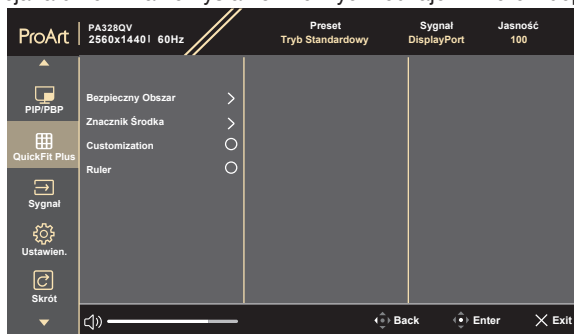 ProArt
PA328QV
2560x1440 60Hz
Preset
Tryb Standardowy
Sygnał
DisplayPort
Jasność
100
PIP/PBP
QuickFit Plus
Sygnał
Ustawien.
Skrót
Bezpieczny Obszar
Znacznik Środka
Customization
Ruler
Back
Enter
Exit